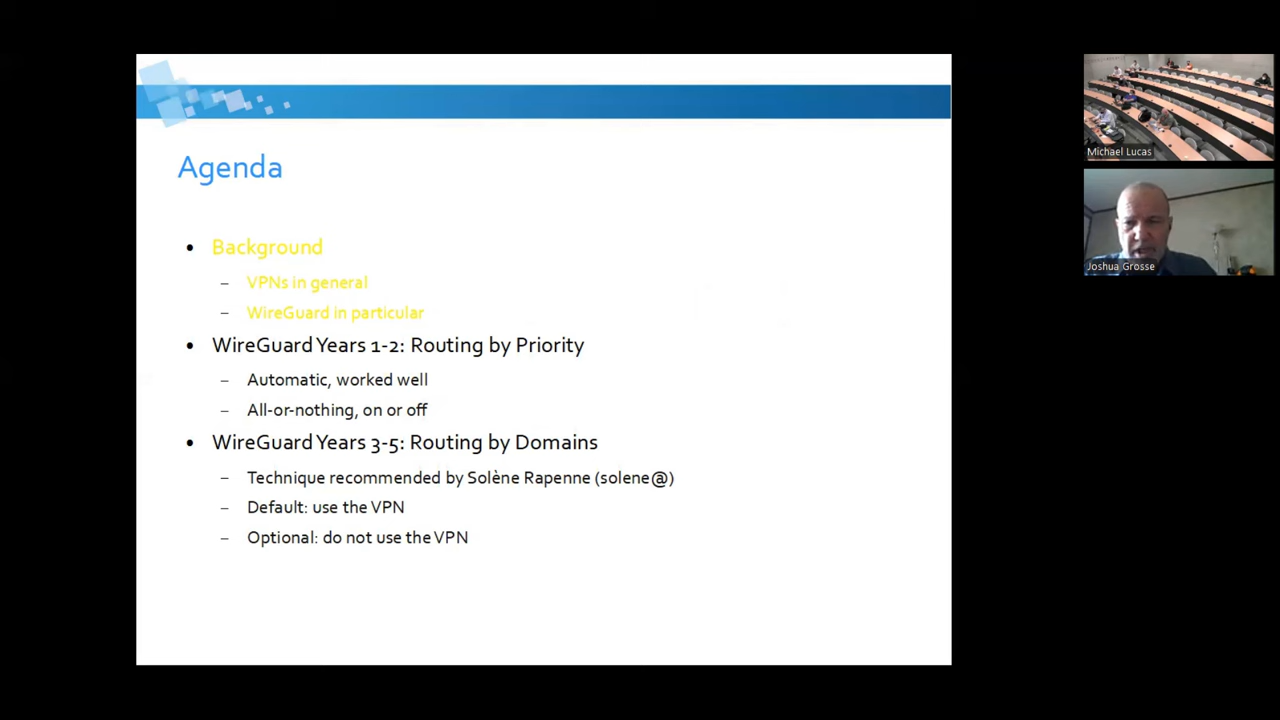 Agenda
• Background
– VPNs in general
– WireGuard in particular
• WireGuard Years 1-2: Routing by Priority
– Automatic, worked well
– All-or-nothing, on or off
• WireGuard Years 3-5: Routing by Domains
– Technique recommended by Solène Rapenne (solene@)
– Default: use the VPN
– Optional: do not use the VPN
Michael Lucas
Joshua Grosse